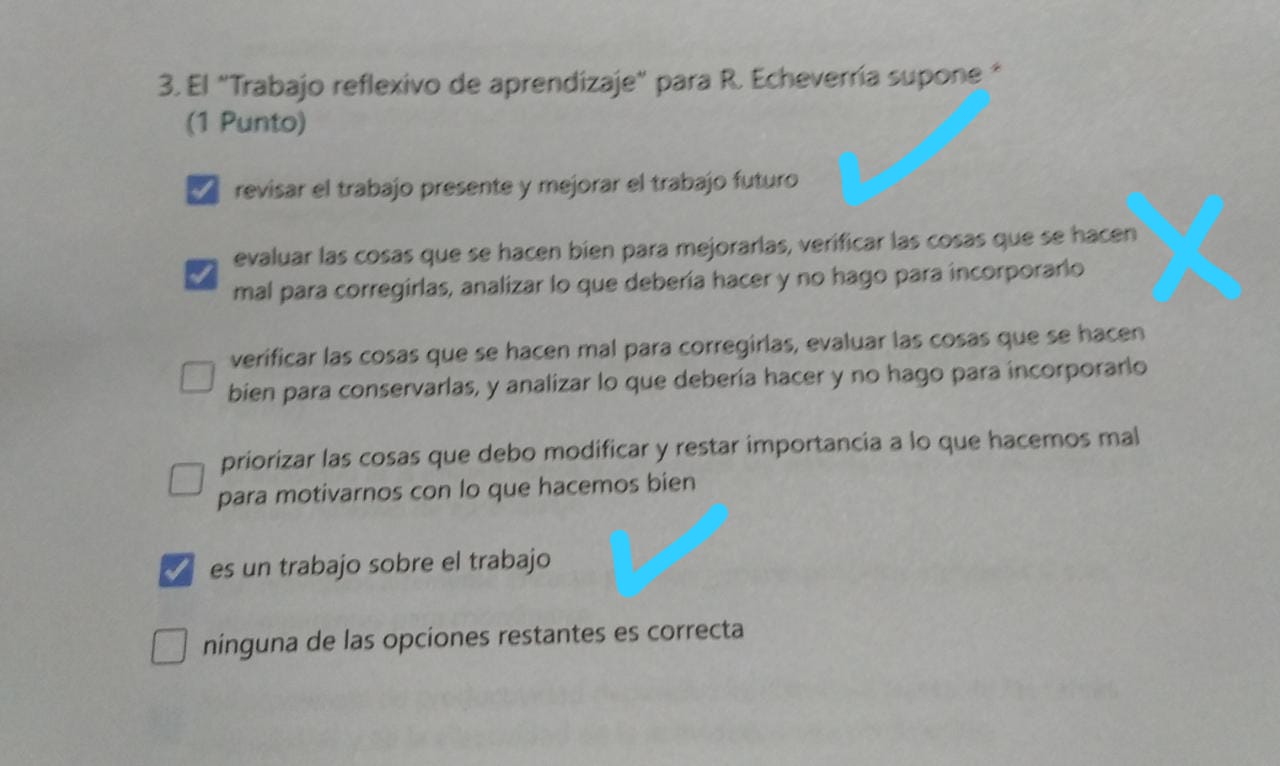 3. El "Trabajo reflexivo de aprendizaje" para R. Echeverría supone *
(1 Punto)
revisar el trabajo presente y mejorar el trabajo futuro
evaluar las cosas que se hacen bien para mejorarlas, verificar las cosas que se hacen
mal para corregirlas, analizar lo que debería hacer y no hago para incorporarlo
verificar las cosas que se hacen mal para corregirlas, evaluar las cosas que se hacen
bien para conservarlas, y analizar lo que debería hacer y no hago para incorporarlo
priorizar las cosas que debo modificar y restar importancia a lo que hacemos mal
para motivarnos con lo que hacemos bien
es un trabajo sobre el trabajo
ninguna de las opciones restantes es correcta